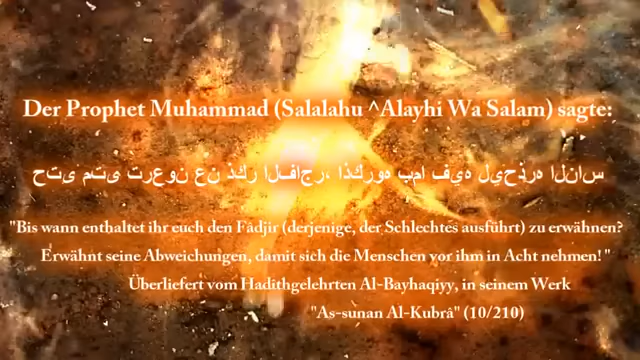 Der Prophet Muhammad (Salalahu ^Alayhi Wa Salam) sagte:
حتى متى ترعون عن ذكر الفاجر، اذكروه بما فيه ليحذره الناس
"Bis wann enthaltet ihr euch den Fâdjir (derjenige, der Schlechtes ausführt) zu erwähnen?
Erwähnt seine Abweichungen, damit sich die Menschen vor ihm in Acht nehmen! "
Überliefert vom Hadithgelehrten Al-Bayhaqiyy, in seinem Werk
"As-sunan Al-Kubrâ" (10/210)